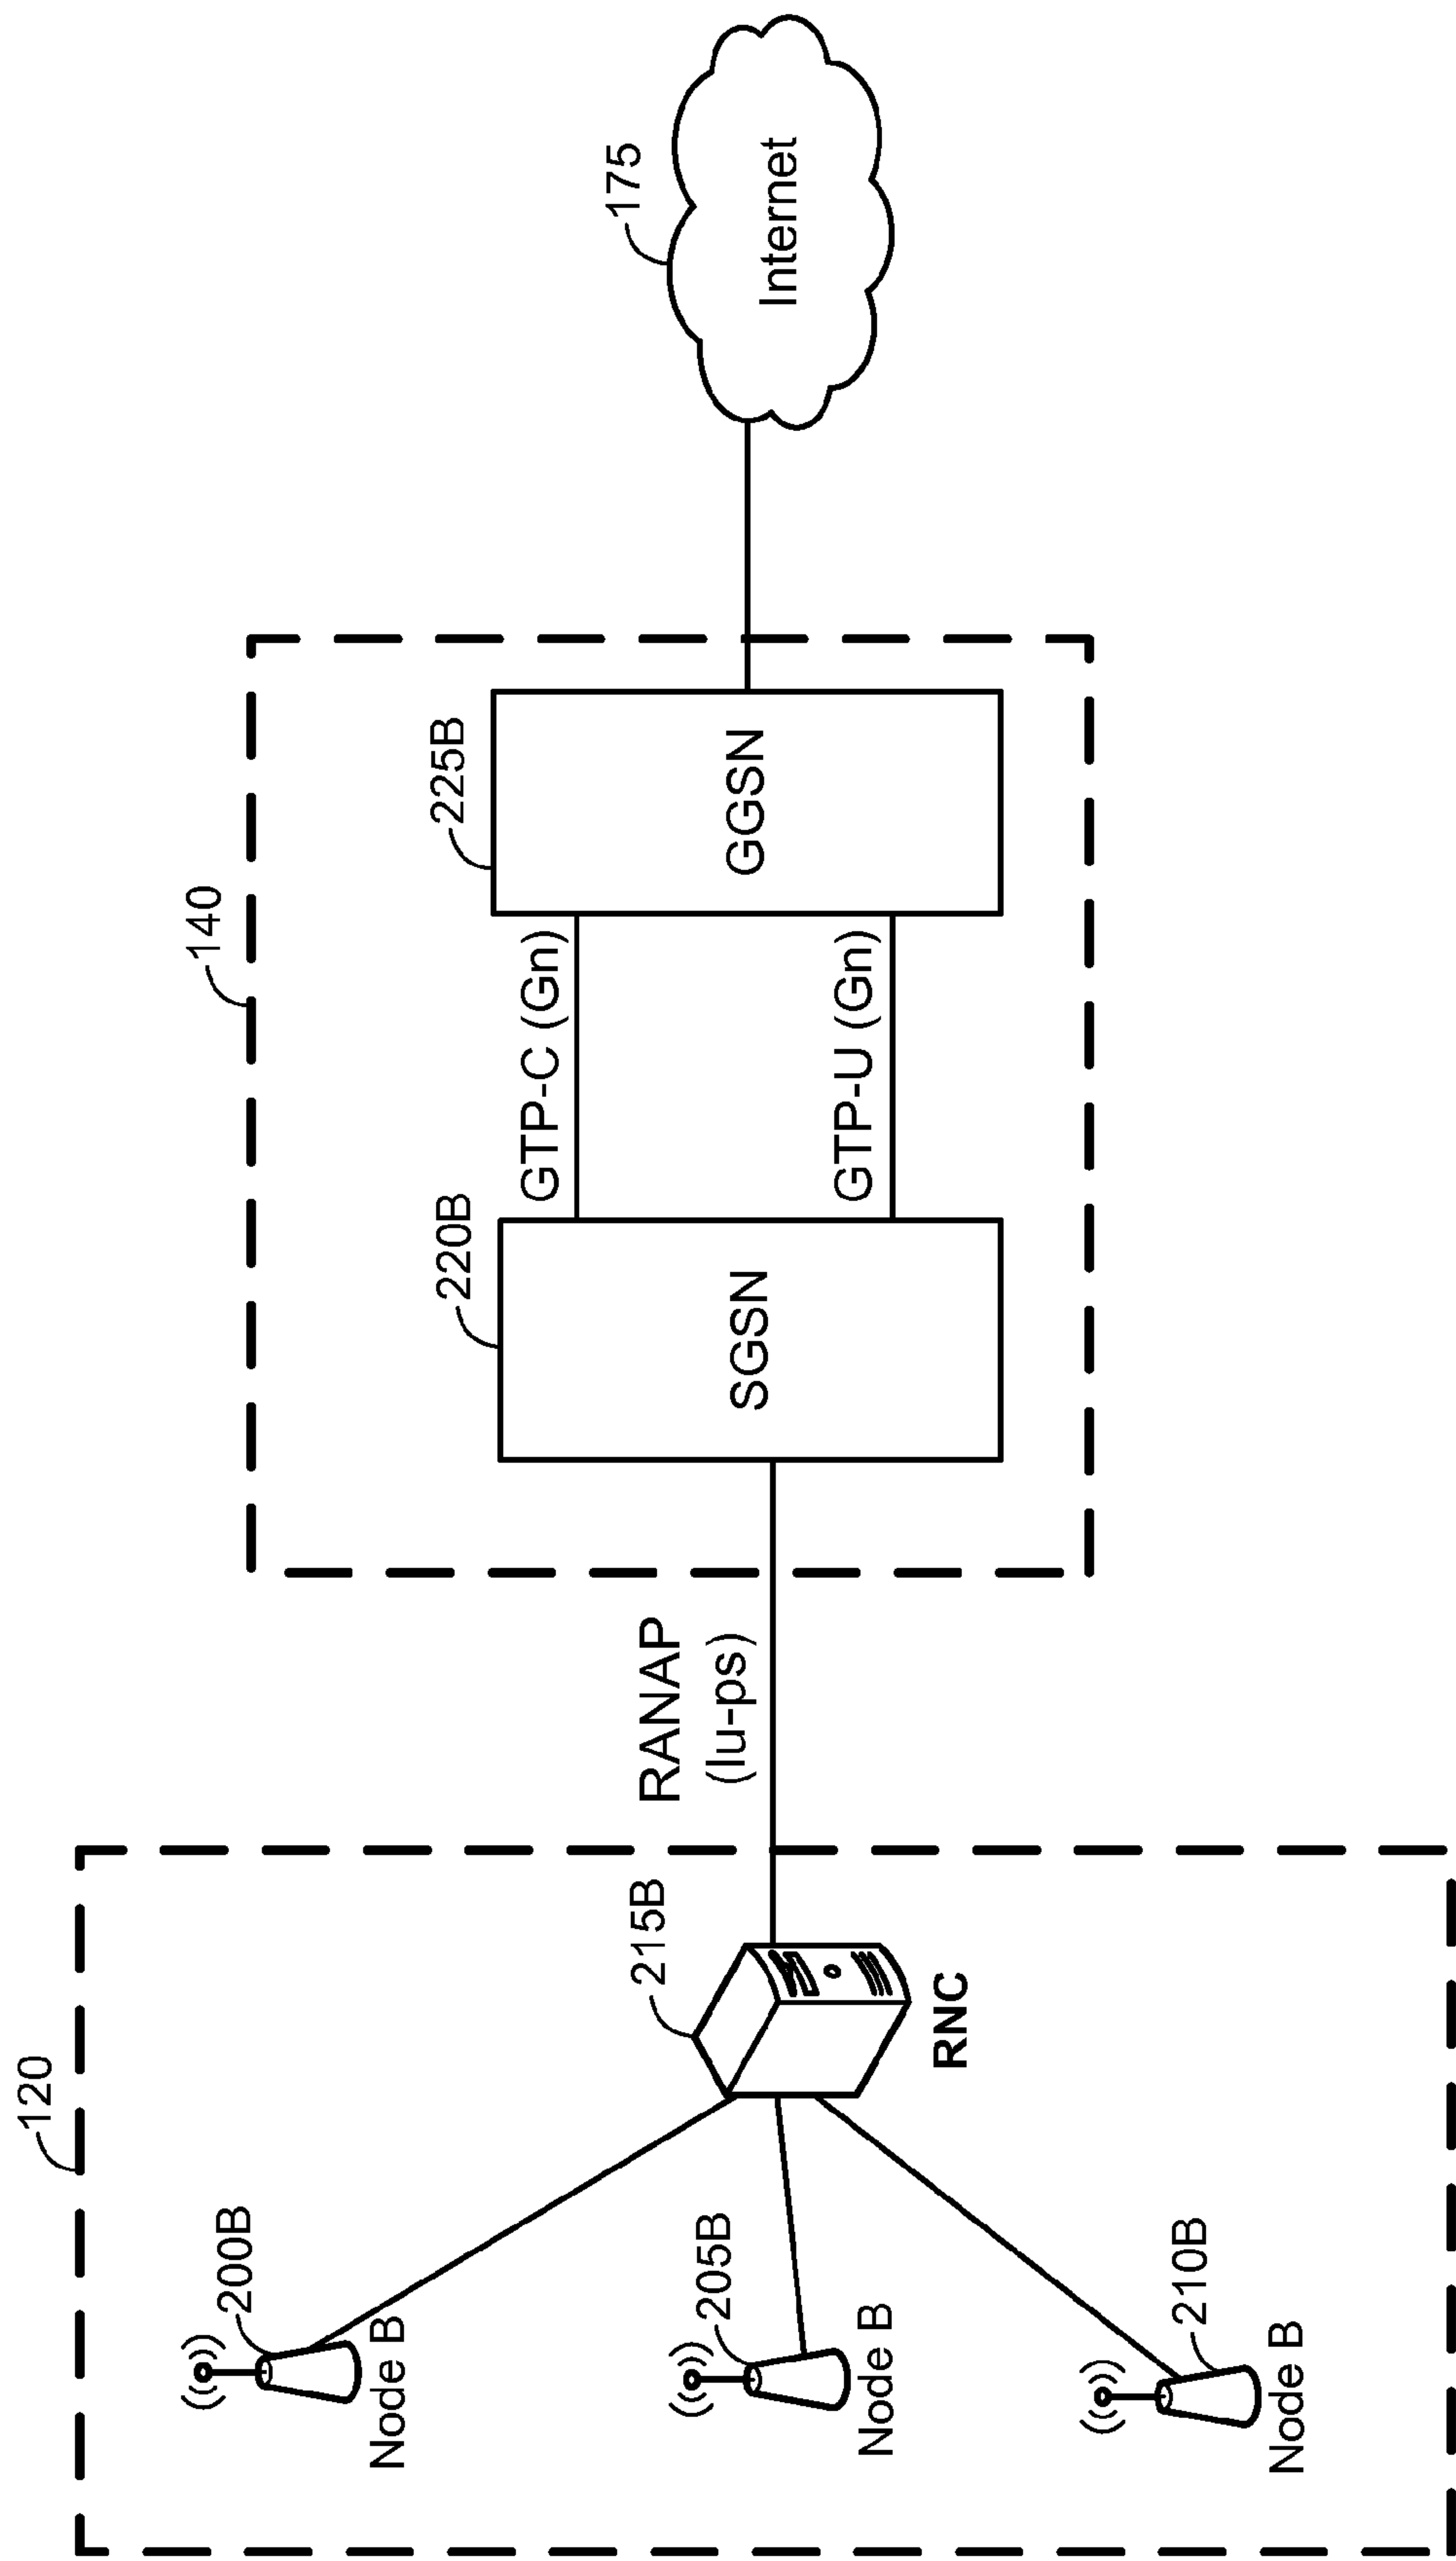 120
200B
Node B
205B
Node B
210B
Node B
215B
RNC
RANAP
(Iu-ps)
140
220B
SGSN
GTP-C (Gn)
GTP-U (Gn)
225B
GGSN
175
Internet